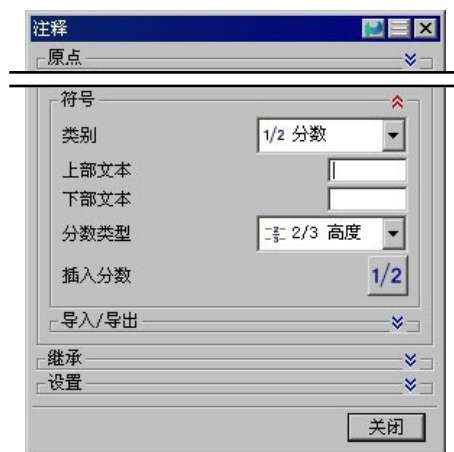 注释
原点
符号
类别 1/2 分数
上部文本
下部文本
分数类型 2/3 2/3 高度
插入分数 1/2
导入/导出
继承
设置
关闭